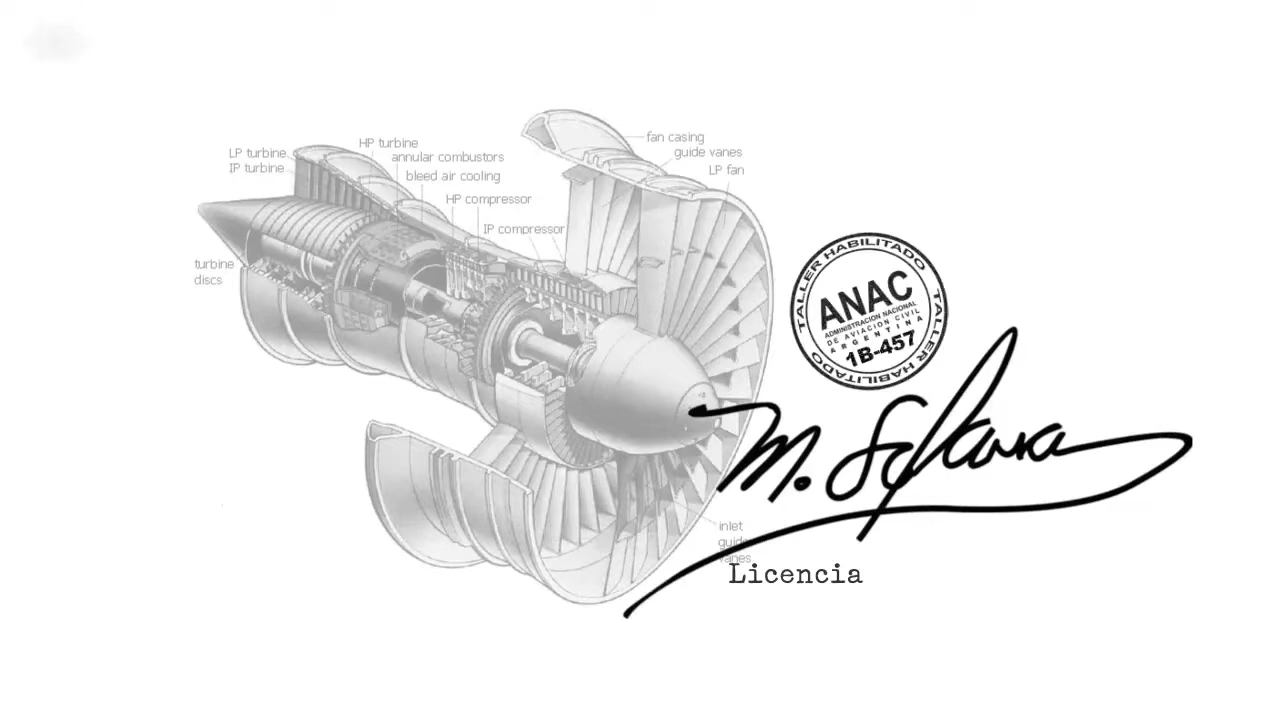 fan casing
HP turbine
LP turbine
guide vanes
annular combustors
IP turbine
LP fan
bleed air cooling
HP compressor
IP compressor
turbine
discs
TALLER HABILITADO
ANAC
ADMINISTRACION NACIONAL
DE AVIACION CIVIL
ARGENTINA
1B-457
TALLER HABILITADO
TALLER HABILITADO
M.
inlet
guide
vanes
Licencia